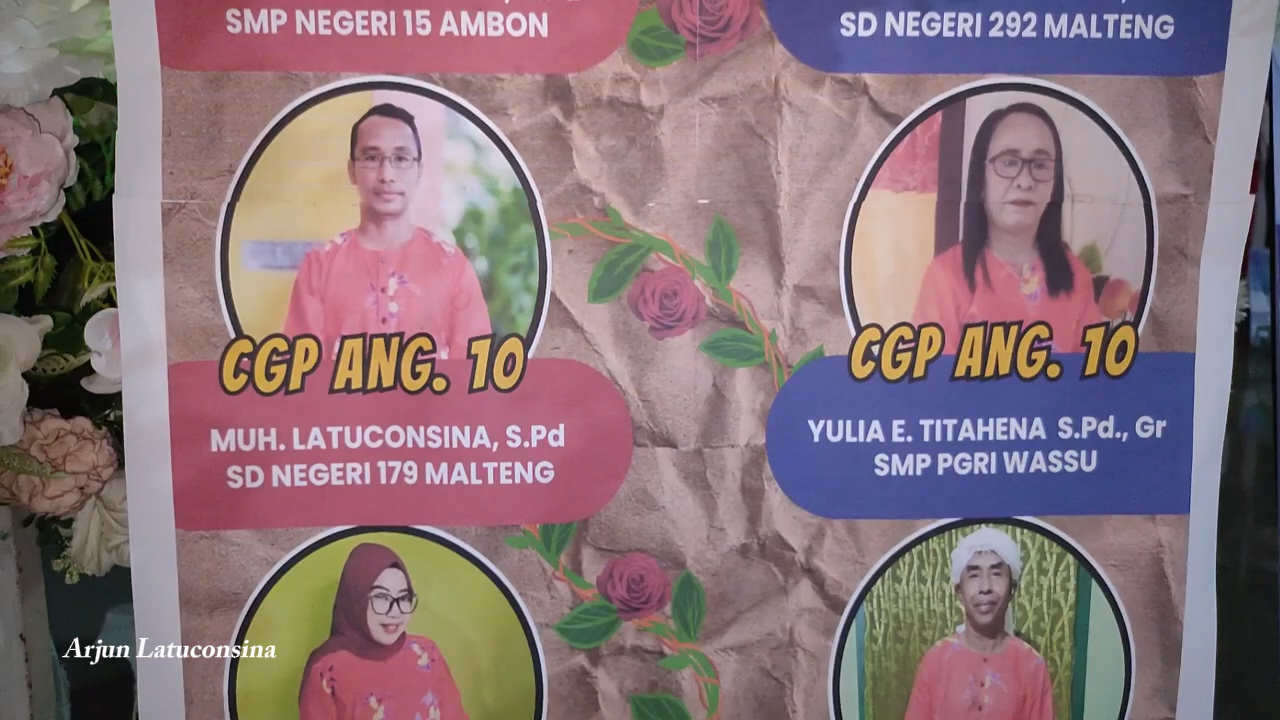 SMP NEGERI 15 AMBON
SD NEGERI 292 MALTENG
CGP ANG. 10
MUH. LATUCONSINA, S.Pd
SD NEGERI 179 MALTENG
CGP ANG. 10
YULIA E. TITAHENA S.Pd., Gr
SMP PGRI WASSU
Arjun Latuconsina